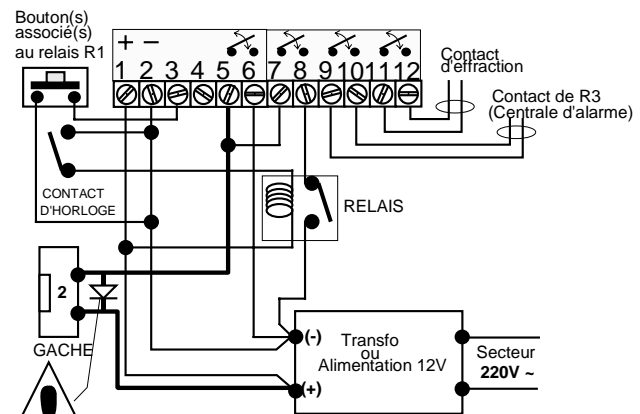 Bouton(s)
associé(s)
au relais R1
+ −
1 2 3 4 5 6 7 8 9 10 11 12
Contact
d'effraction
Contact de R3
(Centrale d'alarme)
CONTACT
D'HORLOGE
RELAIS
2
GACHE
(-)
(+)
Transfo
ou
Alimentation 12V
Secteur
220V ~